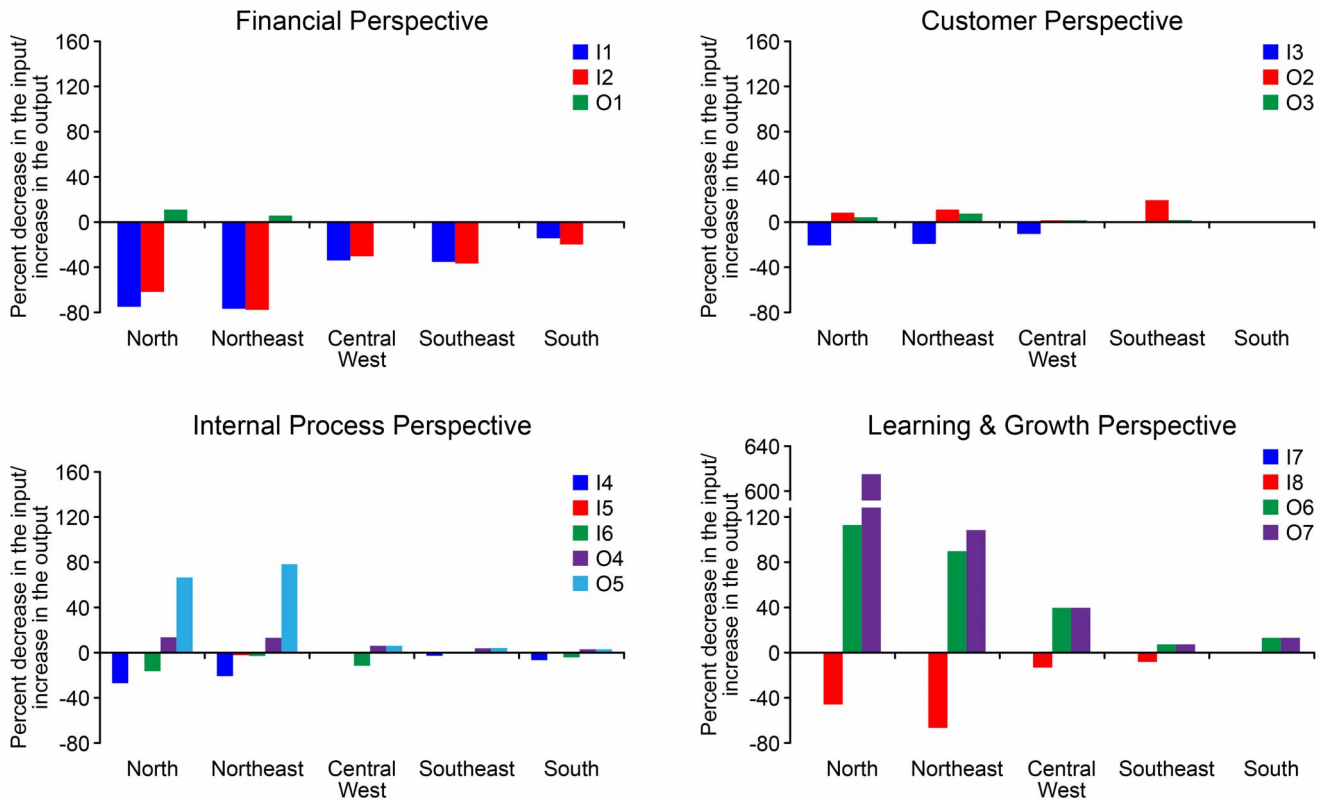 Financial Perspective
Percent decrease in the input/
increase in the output
160
120
80
40
0
-40
-80
I1
I2
O1
North
Northeast
Central
West
Southeast
South
Customer Perspective
Percent decrease in the input/
increase in the output
160
120
80
40
0
-40
-80
I3
O2
O3
North
Northeast
Central
West
Southeast
South
Internal Process Perspective
Percent decrease in the input/
increase in the output
160
120
80
40
0
-40
-80
I4
I5
I6
O4
O5
North
Northeast
Central
West
Southeast
South
Learning & Growth Perspective
Percent decrease in the input/
increase in the output
640
600
120
80
40
0
-40
-80
I7
I8
O6
O7
North
Northeast
Central
West
Southeast
South